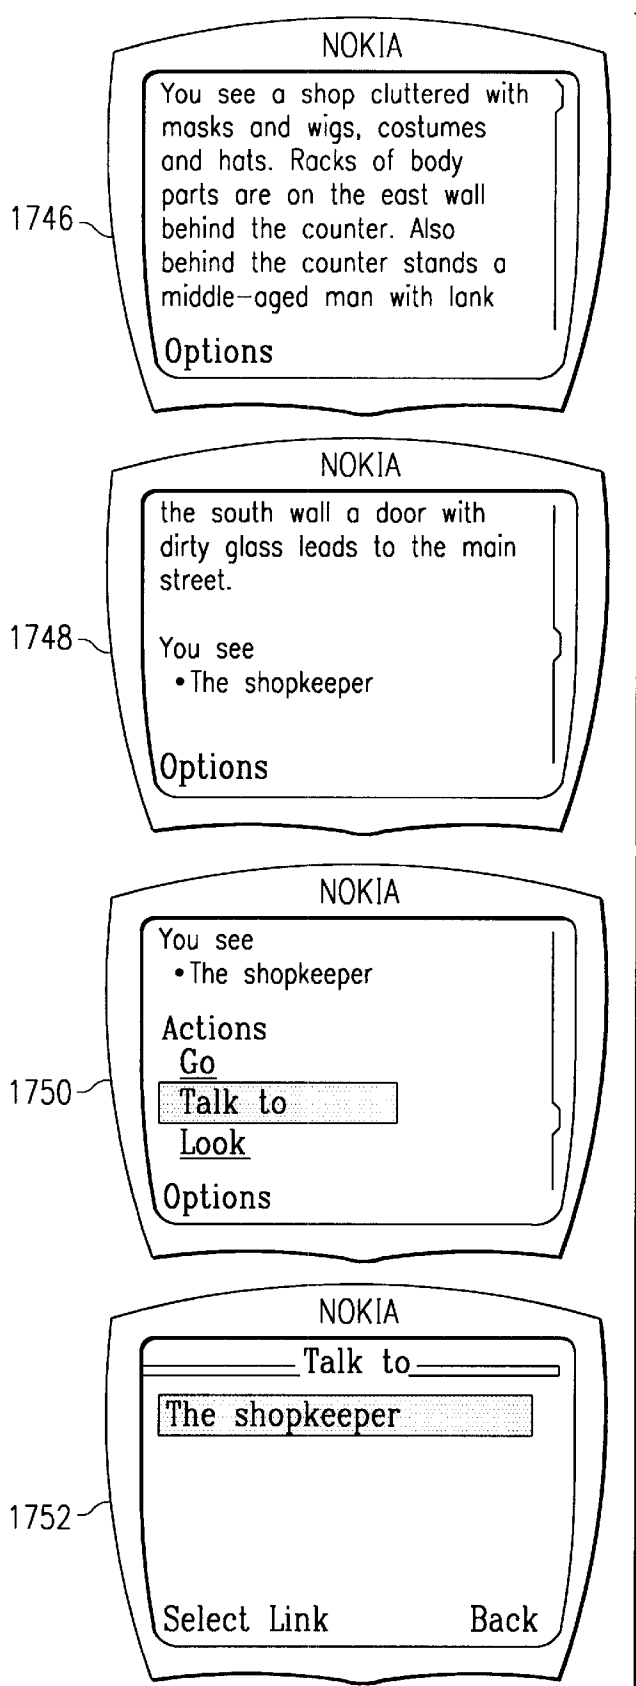 NOKIA
You see a shop cluttered with
masks and wigs, costumes
and hats. Racks of body
parts are on the east wall
behind the counter. Also
behind the counter stands a
middle-aged man with lank
Options
1746
NOKIA
the south wall a door with
dirty glass leads to the main
street.
You see
•The shopkeeper
Options
1748
NOKIA
You see
•The shopkeeper
Actions
Go
Talk to
Look
Options
1750
NOKIA
Talk to
The shopkeeper
Select Link Back
1752